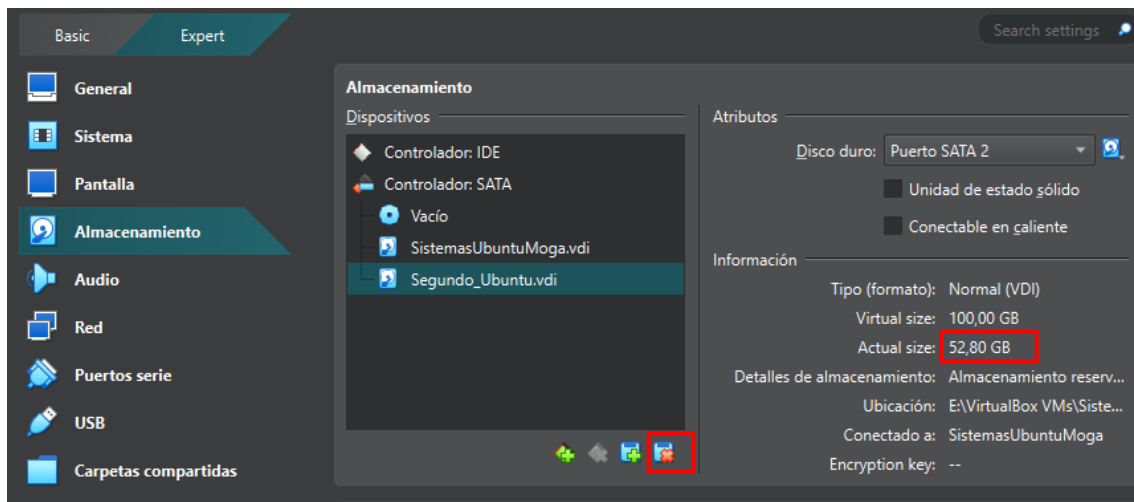 Basic
Expert
Search settings
General
Sistema
Pantalla
Almacenamiento
Audio
Red
Puertos serie
USB
Carpetas compartidas
Almacenamiento
Dispositivos
Controlador: IDE
Controlador: SATA
Vacío
SistemasUbuntuMoga.vdi
Segundo_Ubuntu.vdi
Atributos
Disco duro: Puerto SATA 2
Unidad de estado sólido
Conectable en caliente
Información
Tipo (formato): Normal (VDI)
Virtual size: 100,00 GB
Actual size: 52,80 GB
Detalles de almacenamiento: Almacenamiento reserv...
Ubicación: E:\VirtualBox VMs\Siste...
Conectado a: SistemasUbuntuMoga
Encryption key: --